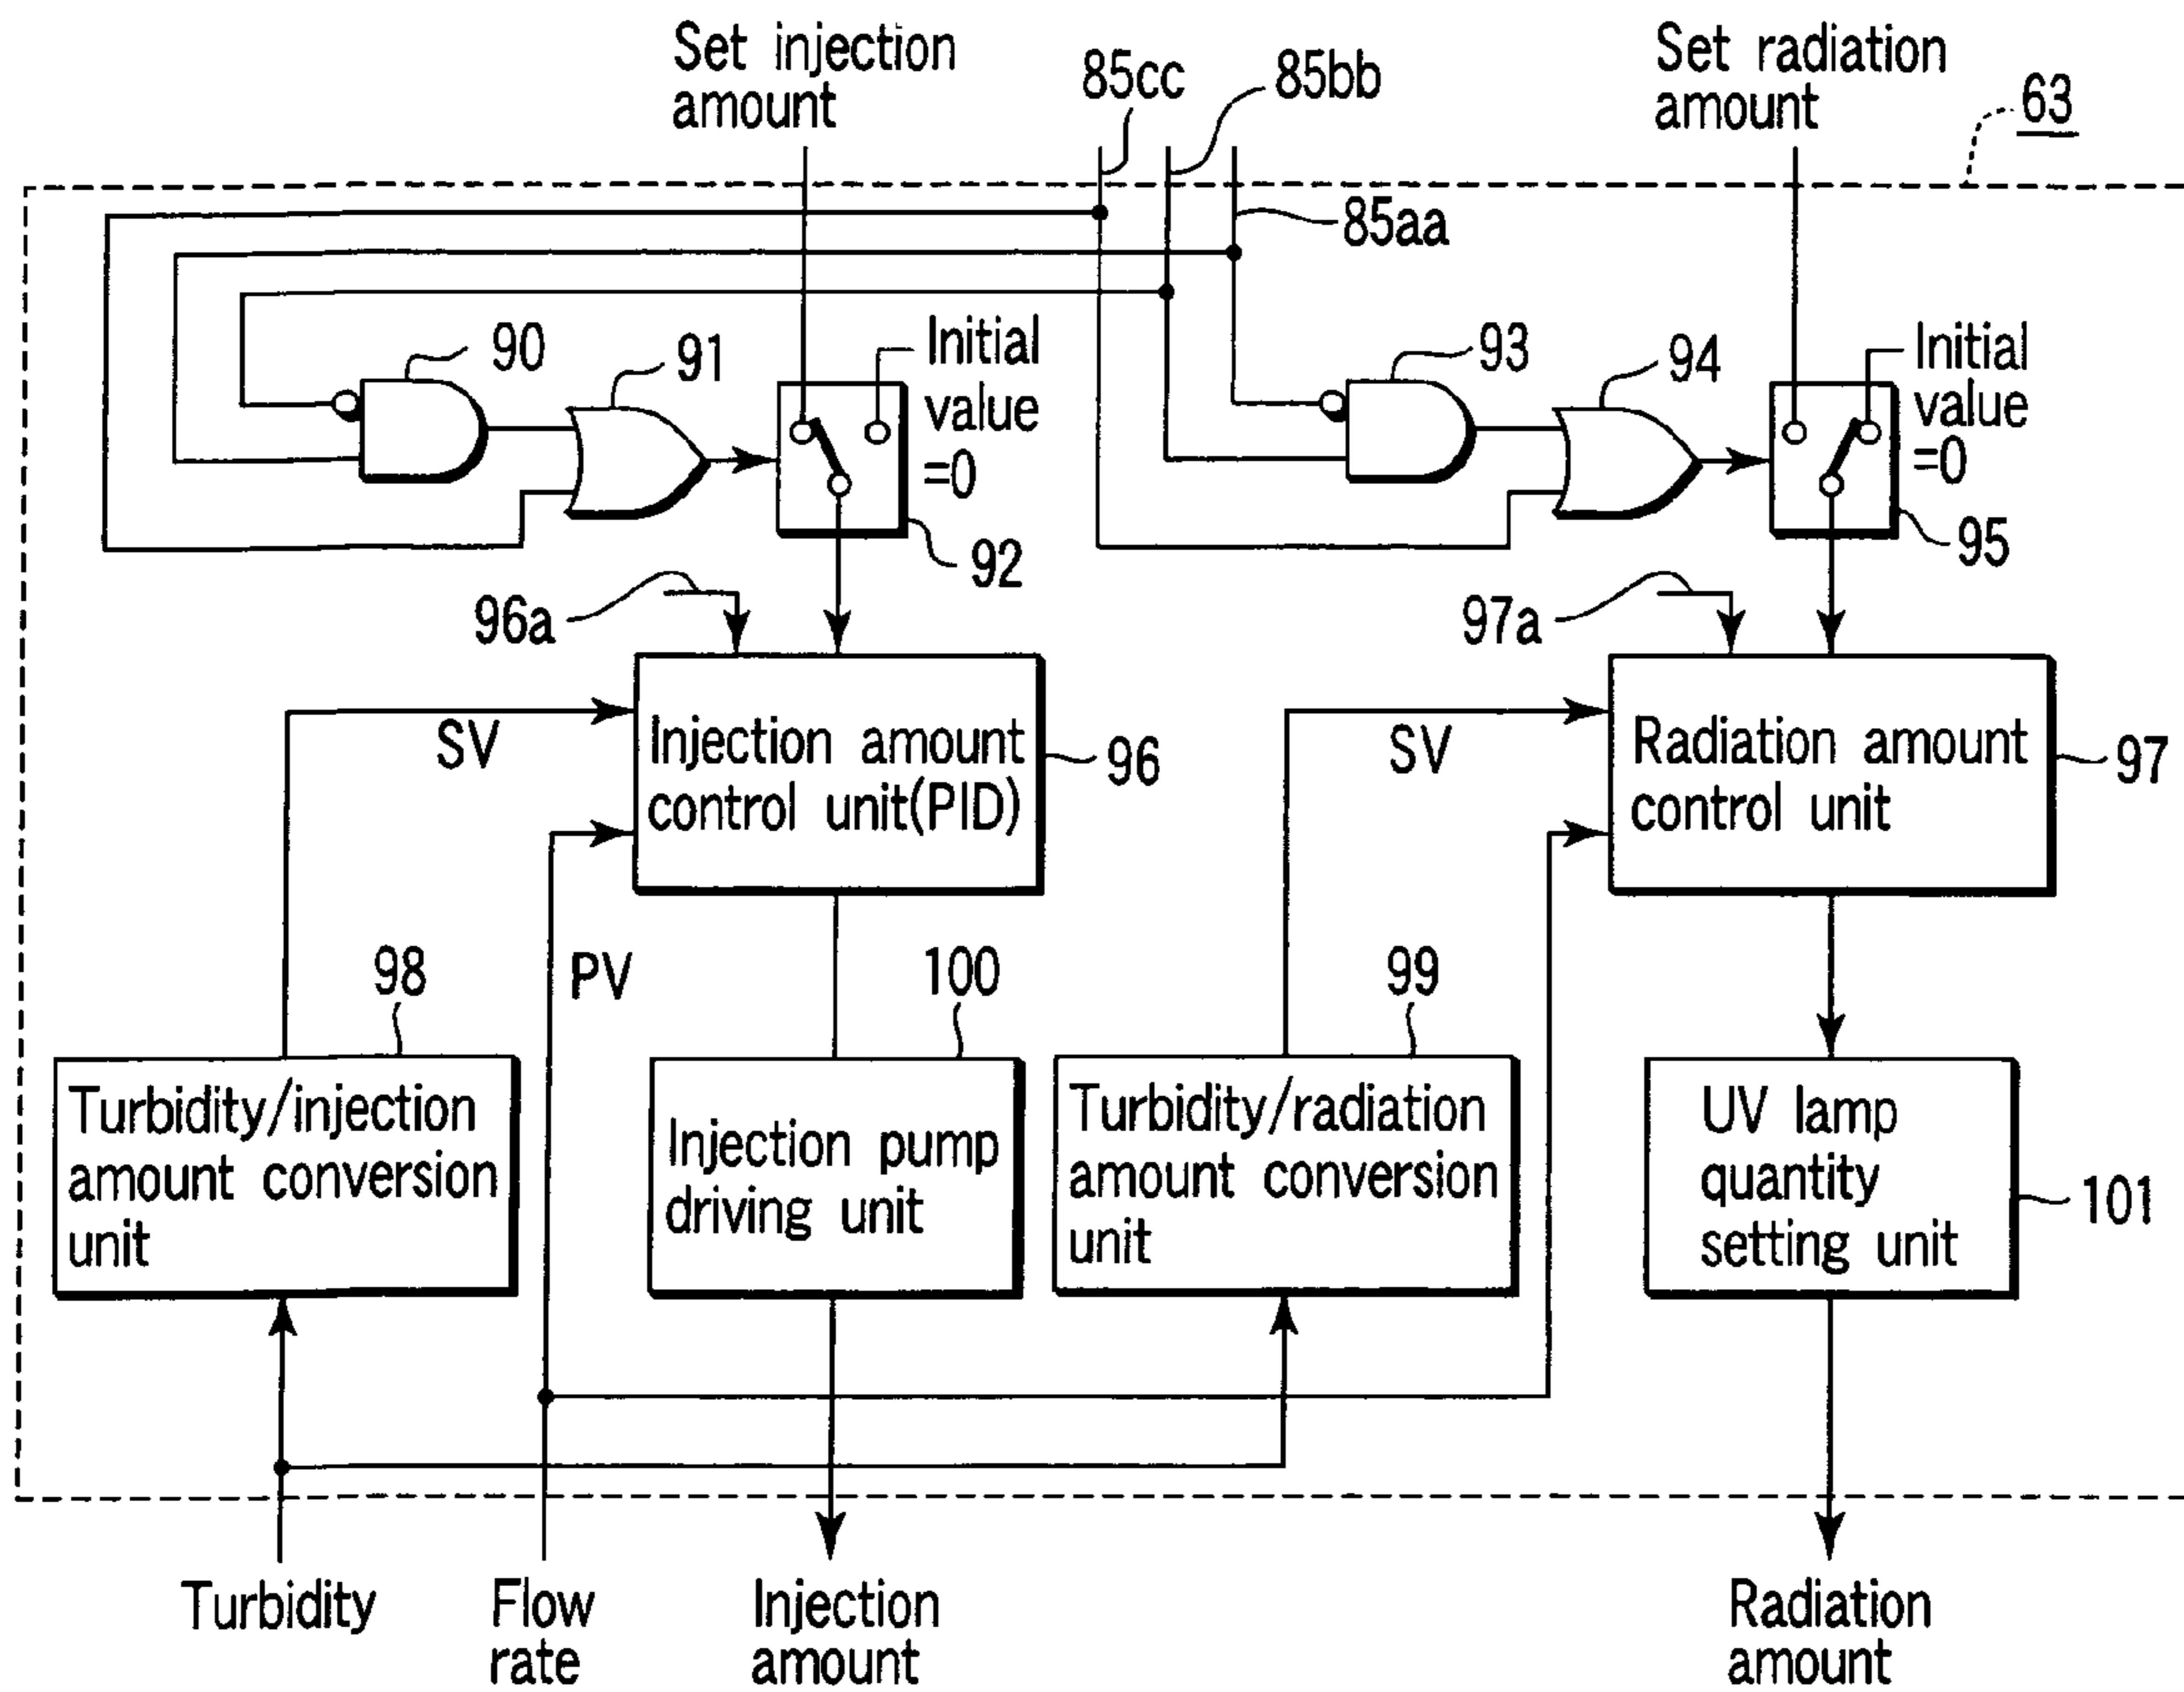 Set injection
amount
85cc
85bb
Set radiation
amount
63
85aa
90
91
Initial
value
=0
92
93
94
Initial
value
=0
95
96a
97a
SV
Injection amount
control unit(PID)
96
SV
Radiation amount
control unit
97
98
PV
100
99
Turbidity/injection
amount conversion
unit
Injection pump
driving unit
Turbidity/radiation
amount conversion
unit
UV lamp
quantity
setting unit
101
Turbidity
Flow
rate
Injection
amount
Radiation
amount